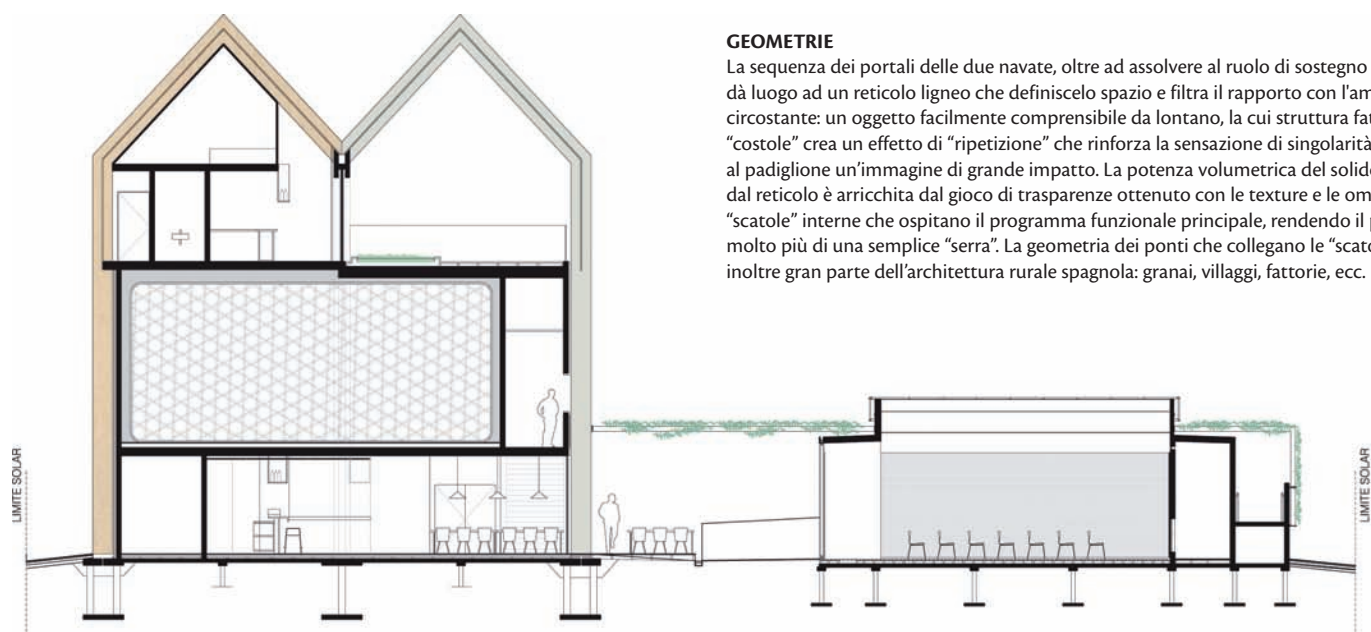 GEOMETRIE
La sequenza dei portali delle due navate, oltre ad assolvere al ruolo di sostegno
dà luogo ad un reticolo ligneo che definiscelo spazio e filtra il rapporto con l'am
circostante: un oggetto facilmente comprensibile da lontano, la cui struttura fat
“costole” crea un effetto di “ripetizione” che rinforza la sensazione di singolarità
al padiglione un’immagine di grande impatto. La potenza volumetrica del solido
dal reticolo è arricchita dal gioco di trasparenze ottenuto con le texture e le om
“scatole” interne che ospitano il programma funzionale principale, rendendo il
molto più di una semplice “serra”. La geometria dei ponti che collegano le “scato
inoltre gran parte dell’architettura rurale spagnola: granai, villaggi, fattorie, ecc.
LIMITE SOLAR
LIMITE SOLAR